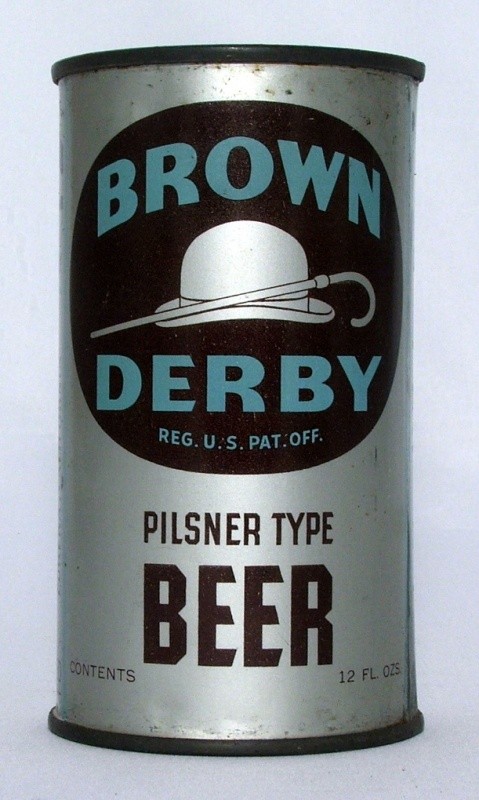 BROWN
DERBY
REG. U.S. PAT. OFF.
PILSNER TYPE
BEER
CONTENTS 12 FL. OZS.